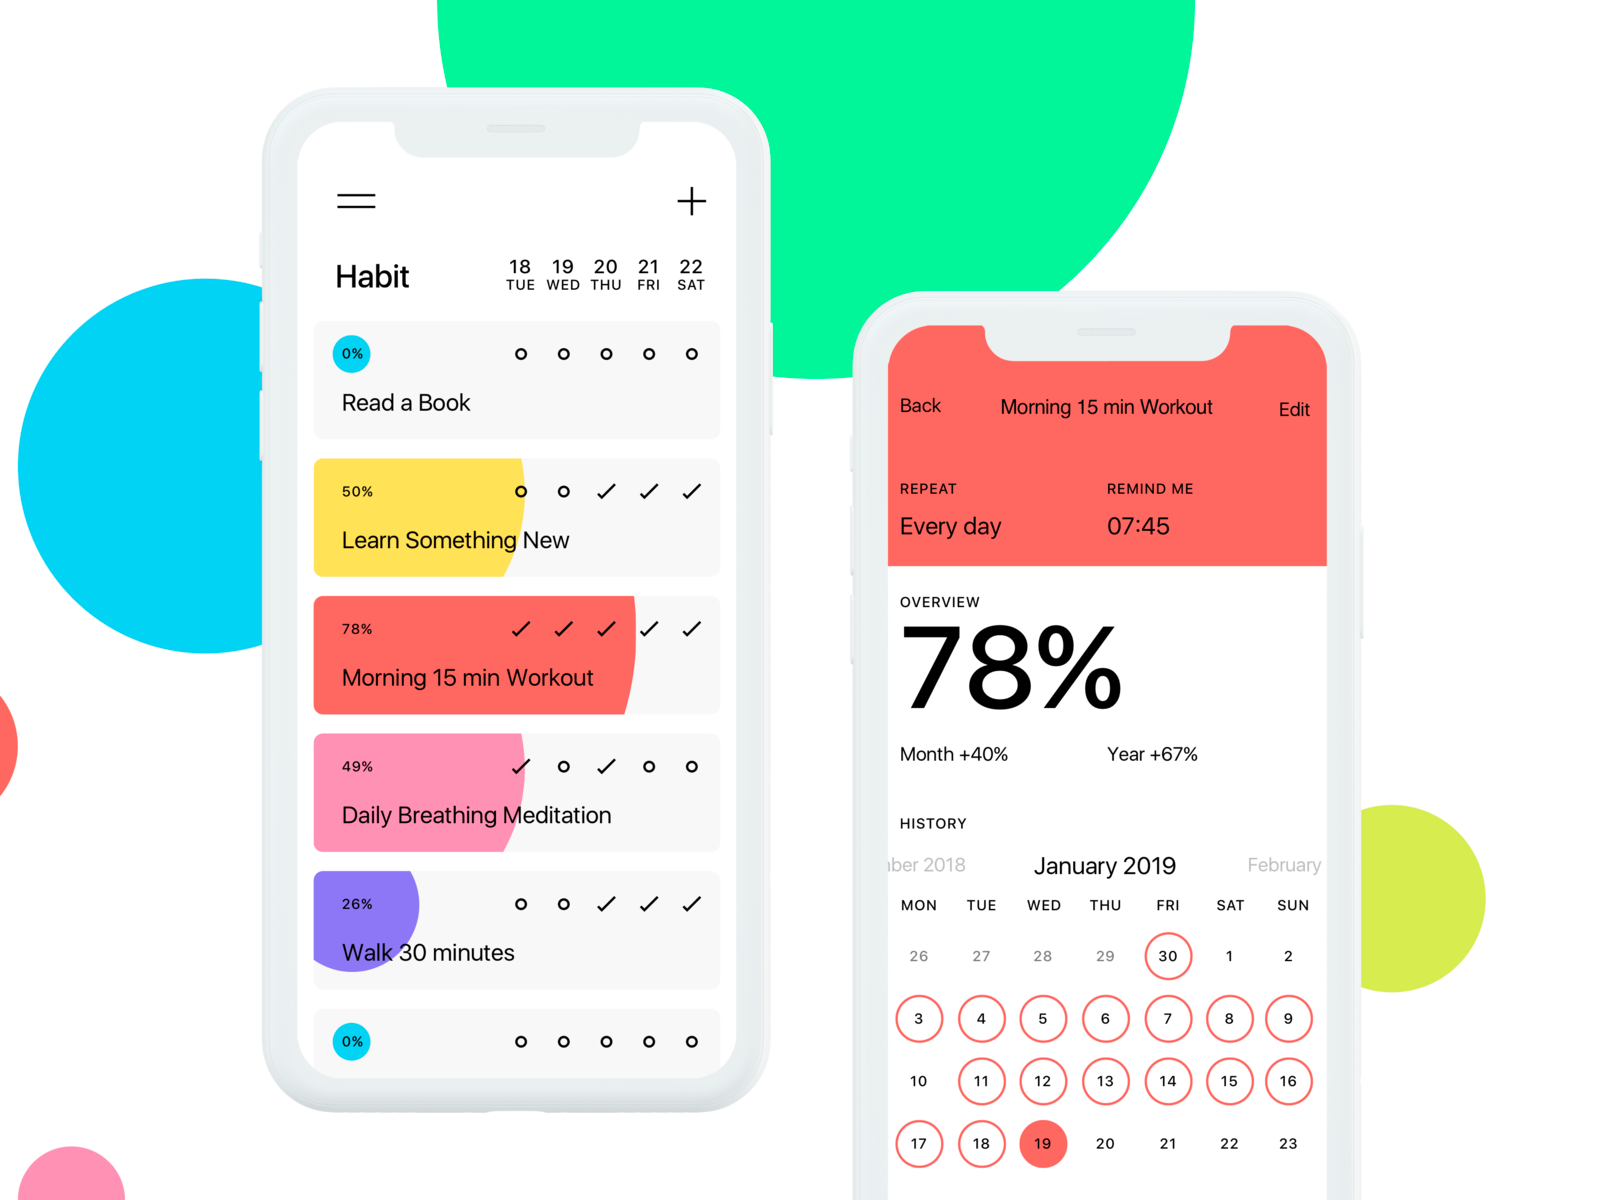 Habit
18 19 20 21 22
TUE WED THU FRI SAT
0%
Read a Book
50%
Learn Something New
78%
Morning 15 min Workout
49%
Daily Breathing Meditation
26%
Walk 30 minutes
0%
Back Morning 15 min Workout Edit
REPEAT REMIND ME
Every day 07:45
OVERVIEW
78%
Month +40% Year +67%
HISTORY
ber 2018 January 2019 February
MON TUE WED THU FRI SAT SUN
26 27 28 29 30 1 2
3 4 5 6 7 8 9
10 11 12 13 14 15 16
17 18 19 20 21 22 23